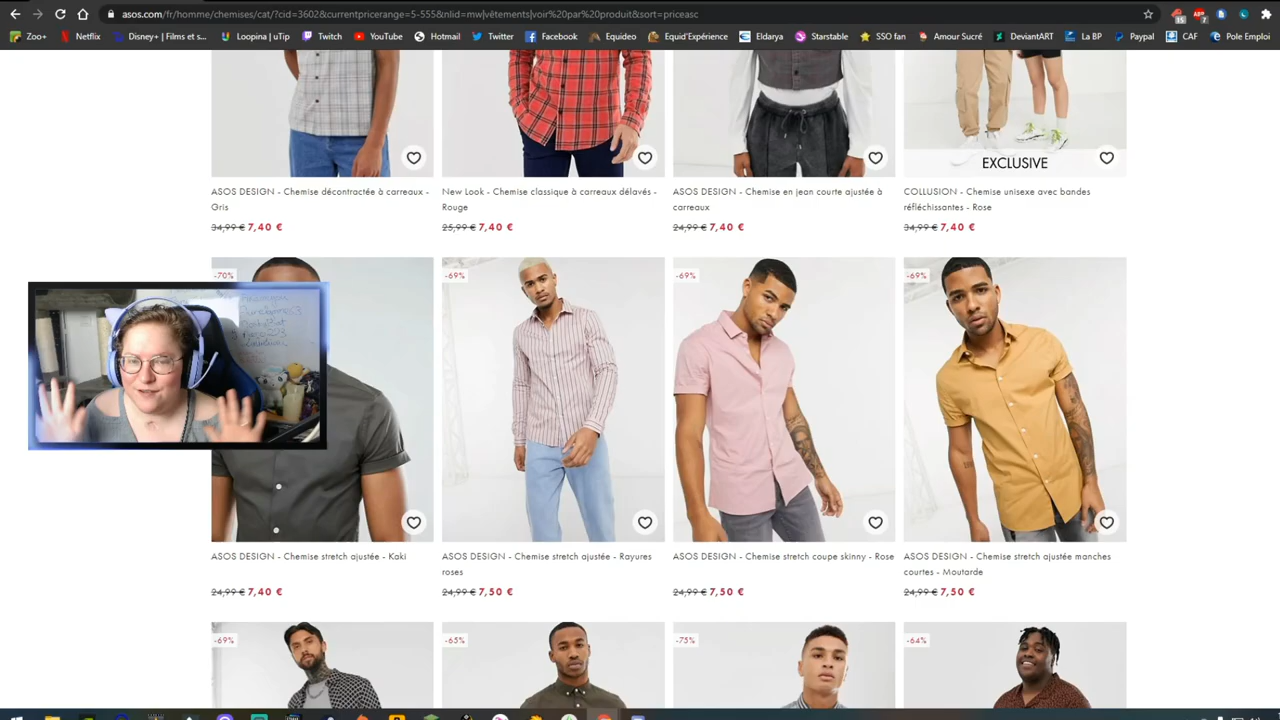 asos.com/fr/homme/chemises/cat/?cid=3602&currentpricerange=5-555&nlid=mw|vêtements|voir%20par%20produit&sort=priceasc
Zoo+ Netflix Disney+ | Films et s... Loopina | uTip Twitch YouTube Hotmail Twitter Facebook Equideo Equid'Expérience Eldarya Starstable SSO fan Amour Sucré DeviantART La BP Paypal CAF Pole Emploi
EXCLUSIVE
ASOS DESIGN - Chemise décontractée à carreaux - Gris
34,99 € 7,40 €
New Look - Chemise classique à carreaux délavés - Rouge
25,99 € 7,40 €
ASOS DESIGN - Chemise en jean courte ajustée à carreaux
24,99 € 7,40 €
COLLUSION - Chemise unisexe avec bandes réfléchissantes - Rose
34,99 € 7,40 €
-70%
-69%
-69%
-69%
ASOS DESIGN - Chemise stretch ajustée - Kaki
24,99 € 7,40 €
ASOS DESIGN - Chemise stretch ajustée - Rayures roses
24,99 € 7,50 €
ASOS DESIGN - Chemise stretch coupe skinny - Rose
24,99 € 7,50 €
ASOS DESIGN - Chemise stretch ajustée manches courtes - Moutarde
24,99 € 7,50 €
-69%
-65%
-75%
-64%